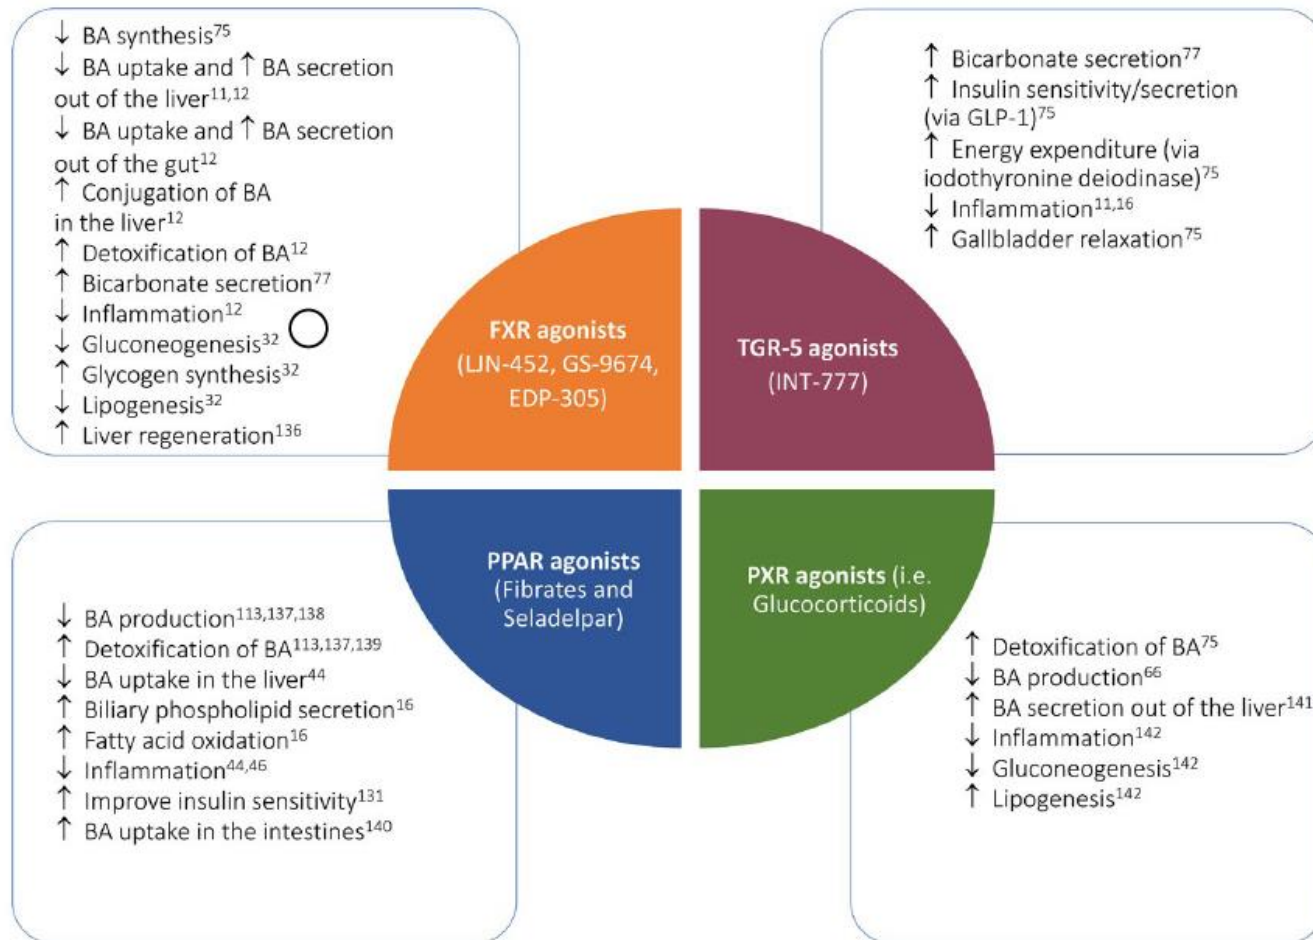 ↓ BA synthesis⁷⁵
↓ BA uptake and ↑ BA secretion
out of the liver¹¹,¹²
↓ BA uptake and ↑ BA secretion
out of the gut¹²
↑ Conjugation of BA
in the liver¹²
↑ Detoxification of BA¹²
↑ Bicarbonate secretion⁷⁷
↓ Inflammation¹²
↓ Gluconeogenesis³²
↑ Glycogen synthesis³²
↓ Lipogenesis³²
↑ Liver regeneration¹³⁶
↑ Bicarbonate secretion⁷⁷
↑ Insulin sensitivity/secretion
(via GLP-1)⁷⁵
↑ Energy expenditure (via
iodothyronine deiodinase)⁷⁵
↓ Inflammation¹¹,¹⁶
↑ Gallbladder relaxation⁷⁵
FXR agonists
(LJN-452, GS-9674,
EDP-305)
TGR-5 agonists
(INT-777)
PPAR agonists
(Fibrates and
Seladelpar)
PXR agonists (i.e.
Glucocorticoids)
↓ BA production¹¹³,¹³⁷,¹³⁸
↑ Detoxification of BA¹¹³,¹³⁷,¹³⁹
↓ BA uptake in the liver⁴⁴
↑ Biliary phospholipid secretion¹⁶
↑ Fatty acid oxidation¹⁶
↓ Inflammation⁴⁴,⁴⁶
↑ Improve insulin sensitivity¹³¹
↑ BA uptake in the intestines¹⁴⁰
↑ Detoxification of BA⁷⁵
↓ BA production⁶⁶
↑ BA secretion out of the liver¹⁴¹
↓ Inflammation¹⁴²
↓ Gluconeogenesis¹⁴²
↑ Lipogenesis¹⁴²